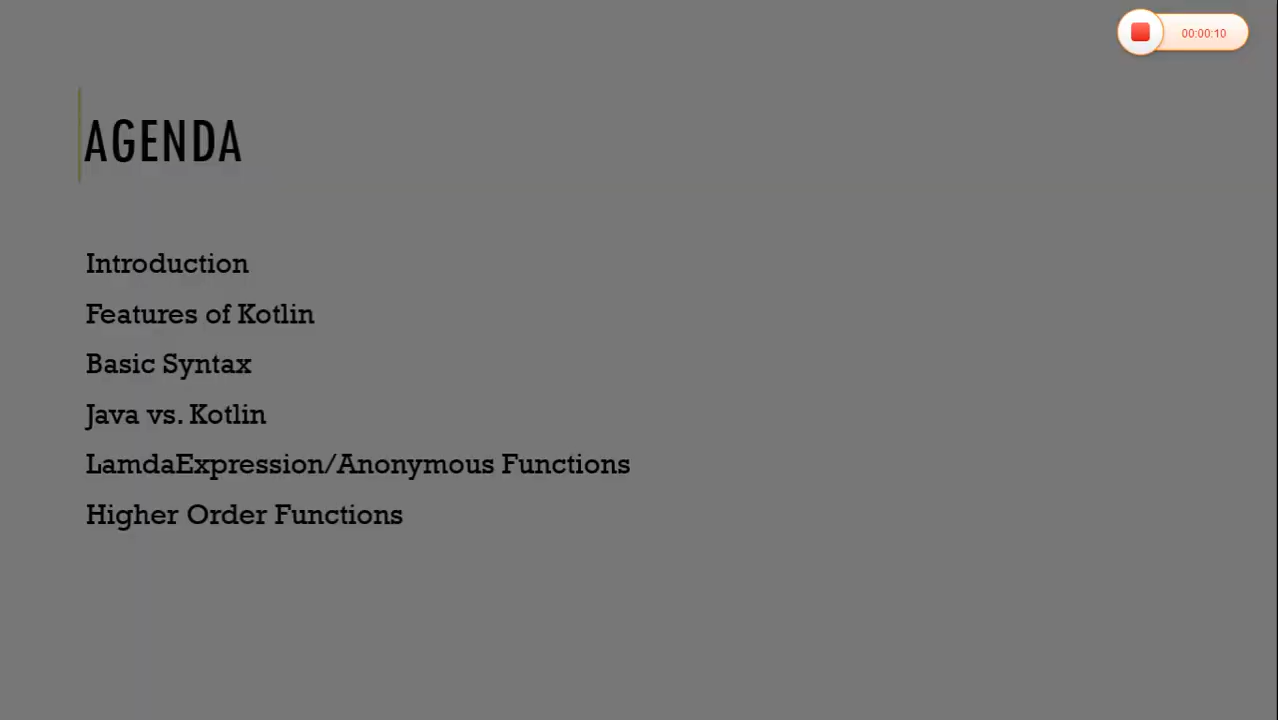 00:00:10
AGENDA
Introduction
Features of Kotlin
Basic Syntax
Java vs. Kotlin
LamdaExpression/Anonymous Functions
Higher Order Functions